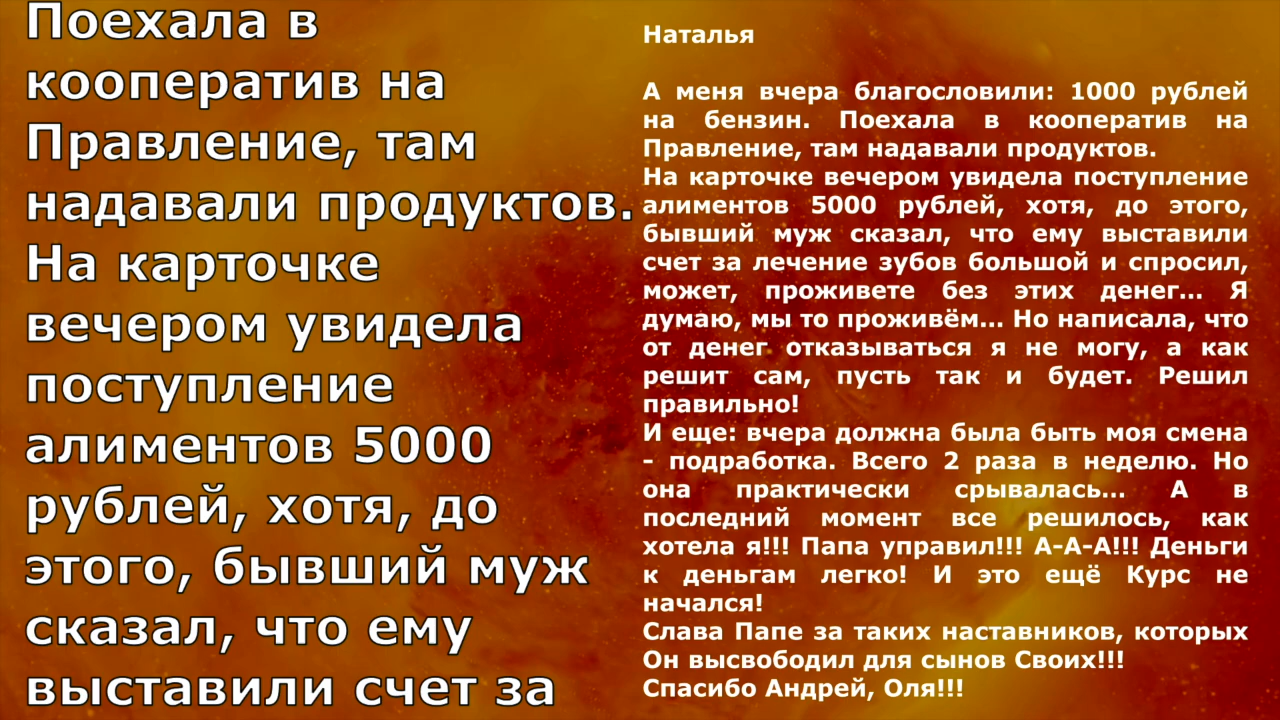 Поехала в
кооператив на
Правление, там
надавали продуктов.
На карточке
вечером увидела
поступление
алиментов 5000
рублей, хотя, до
этого, бывший муж
сказал, что ему
выставили счет за
Наталья
А меня вчера благословили: 1000 рублей
на бензин. Поехала в кооператив на
Правление, там надавали продуктов.
На карточке вечером увидела поступление
алиментов 5000 рублей, хотя, до этого,
бывший муж сказал, что ему выставили
счет за лечение зубов большой и спросил,
может, проживете без этих денег... Я
думаю, мы то проживём... Но написала, что
от денег отказываться я не могу, а как
решит сам, пусть так и будет. Решил
правильно!
И еще: вчера должна была быть моя смена
- подработка. Всего 2 раза в неделю. Но
она практически срывалась... А в
последний момент все решилось, как
хотела я!!! Папа управил!!! А-А-А!!! Деньги
к деньгам легко! И это ещё Курс не
начался!
Слава Папе за таких наставников, которых
Он высвободил для сынов Своих!!!
Спасибо Андрей, Оля!!!